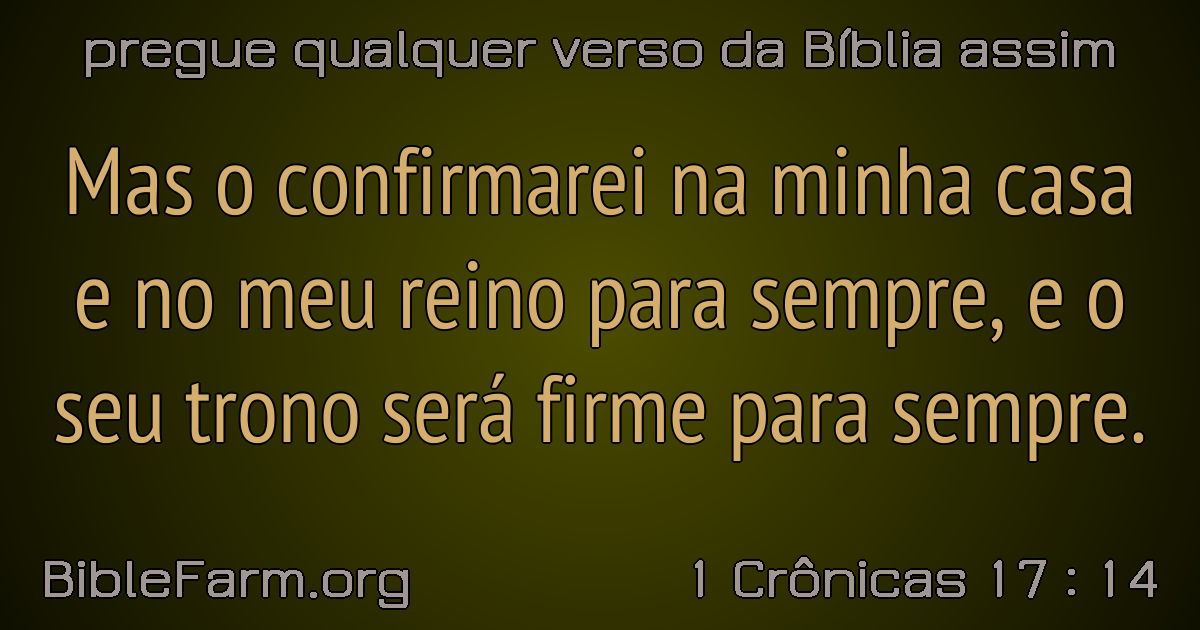 pregue qualquer verso da Bíblia assim
Mas o confirmarei na minha casa
e no meu reino para sempre, e o
seu trono será firme para sempre.
BibleFarm.org
1 Crônicas 17 : 14